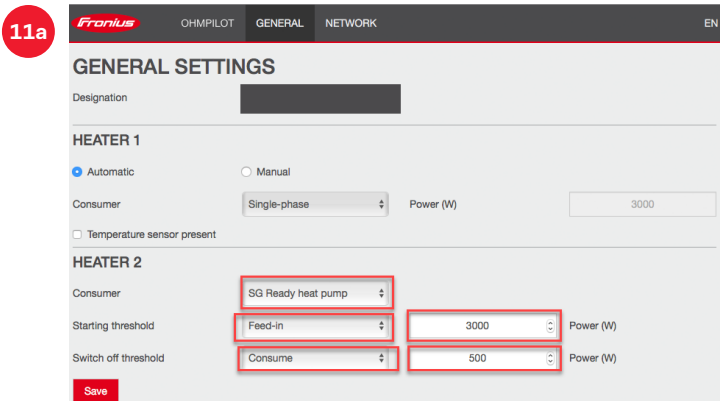 11a
Fronius OHMPILOT GENERAL NETWORK EN
GENERAL SETTINGS
Designation
HEATER 1
Automatic Manual
Consumer Single-phase Power (W) 3000
Temperature sensor present
HEATER 2
Consumer SG Ready heat pump
Starting threshold Feed-in 3000 Power (W)
Switch off threshold Consume 500 Power (W)
Save